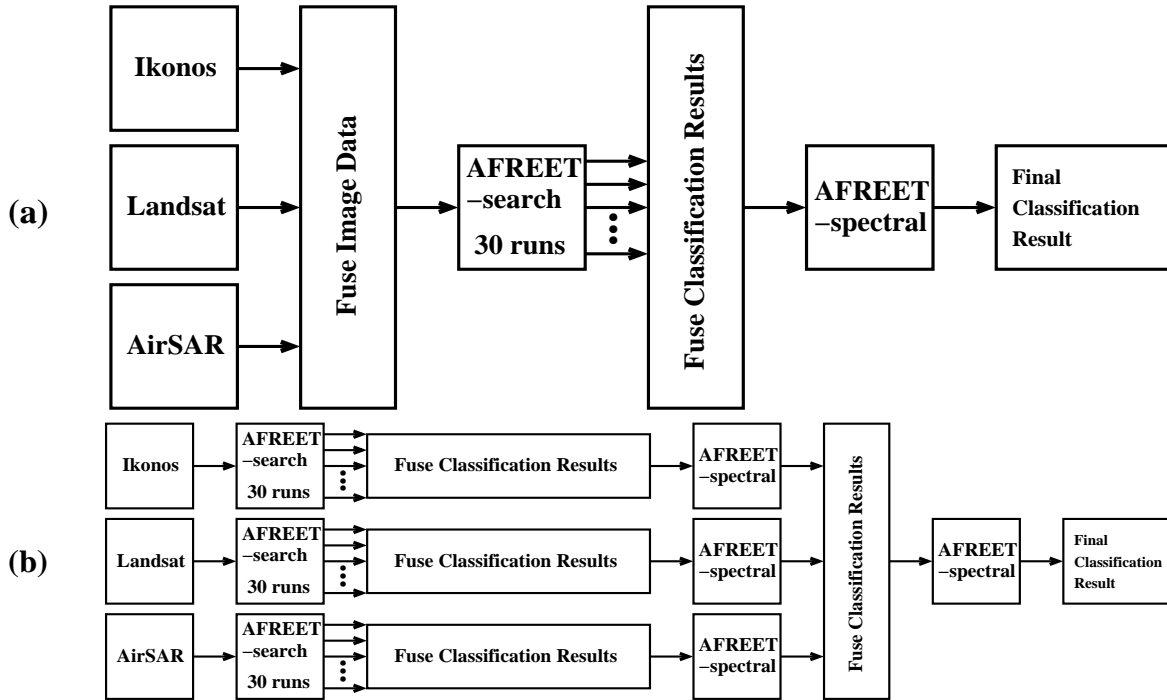 (a)
Ikonos
Landsat
AirSAR
Fuse Image Data
AFREET
–search
30 runs
Fuse Classification Results
AFREET
–spectral
Final
Classification
Result
(b)
Ikonos
AFREET
–search
30 runs
Fuse Classification Results
AFREET
–spectral
Landsat
AFREET
–search
30 runs
Fuse Classification Results
AFREET
–spectral
AirSAR
AFREET
–search
30 runs
Fuse Classification Results
AFREET
–spectral
Fuse Classification Results
AFREET
–spectral
Final
Classification
Result